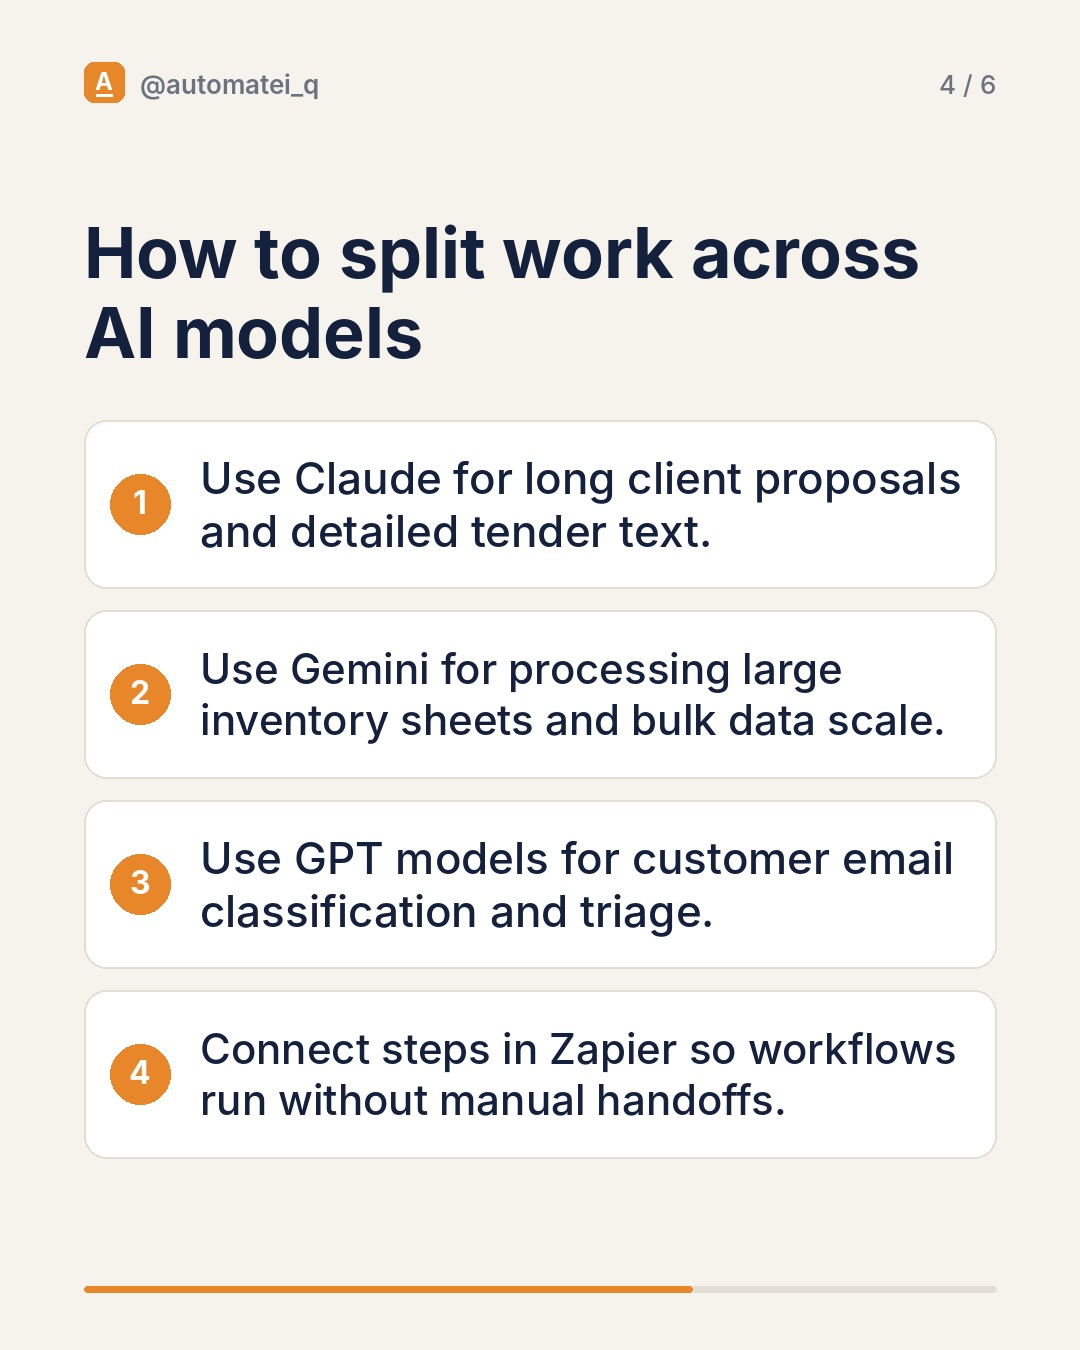 A
@automatei_q
4 / 6
How to split work across
AI models
1
Use Claude for long client proposals
and detailed tender text.
2
Use Gemini for processing large
inventory sheets and bulk data scale.
3
Use GPT models for customer email
classification and triage.
4
Connect steps in Zapier so workflows
run without manual handoffs.